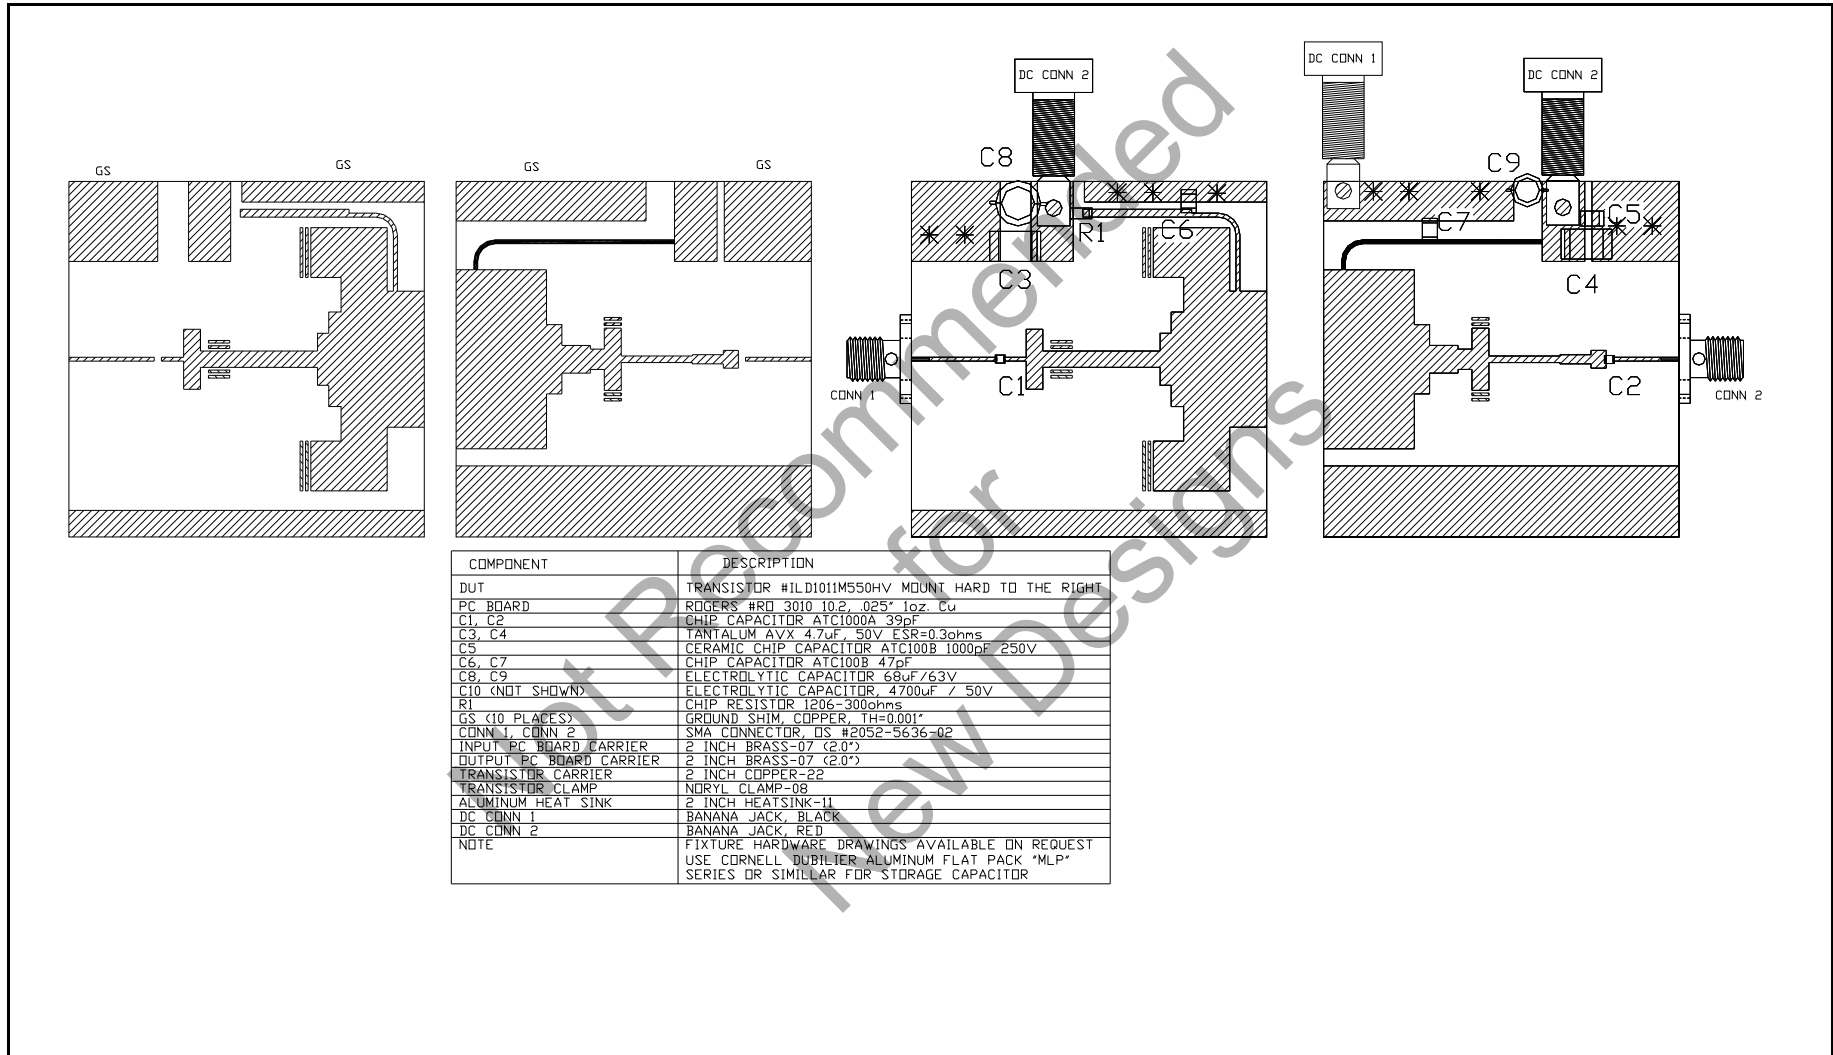 DC CONN 1
DC CONN 2
DC CONN 2
C8
C9
GS
GS
GS
GS
C7
C5
R1
C6
C3
C4
C1
C2
CONN 1
CONN 2
COMPONENT DESCRIPTION
DUT TRANSISTOR #ILD1011M550HV MOUNT HARD TO THE RIGHT
PC BOARD ROGERS #RO 3010 10.2, .025" 1oz. Cu
C1, C2 CHIP CAPACITOR ATC1000A 39pF
C3, C4 TANTALUM AVX 4.7uF, 50V ESR=0.3ohms
C5 CERAMIC CHIP CAPACITOR ATC100B 1000pF 250V
C6, C7 CHIP CAPACITOR ATC100B 47pF
C8, C9 ELECTROLYTIC CAPACITOR 68uF/63V
C10 (NOT SHOWN) ELECTROLYTIC CAPACITOR, 4700uF / 50V
R1 CHIP RESISTOR 1206-300ohms
GS (10 PLACES) GROUND SHIM, COPPER, TH=0.001"
CONN 1, CONN 2 SMA CONNECTOR, OS #2052-5636-02
INPUT PC BOARD CARRIER 2 INCH BRASS-07 (2.0")
OUTPUT PC BOARD CARRIER 2 INCH BRASS-07 (2.0")
TRANSISTOR CARRIER 2 INCH COPPER-22
TRANSISTOR CLAMP NORYL CLAMP-08
ALUMINUM HEAT SINK 2 INCH HEATSINK-11
DC CONN 1 BANANA JACK, BLACK
DC CONN 2 BANANA JACK, RED
NOTE FIXTURE HARDWARE DRAWINGS AVAILABLE ON REQUEST
USE CORNELL DUBILIER ALUMINUM FLAT PACK "MLP"
SERIES OR SIMILLAR FOR STORAGE CAPACITOR
Not Recommended
for
New Designs